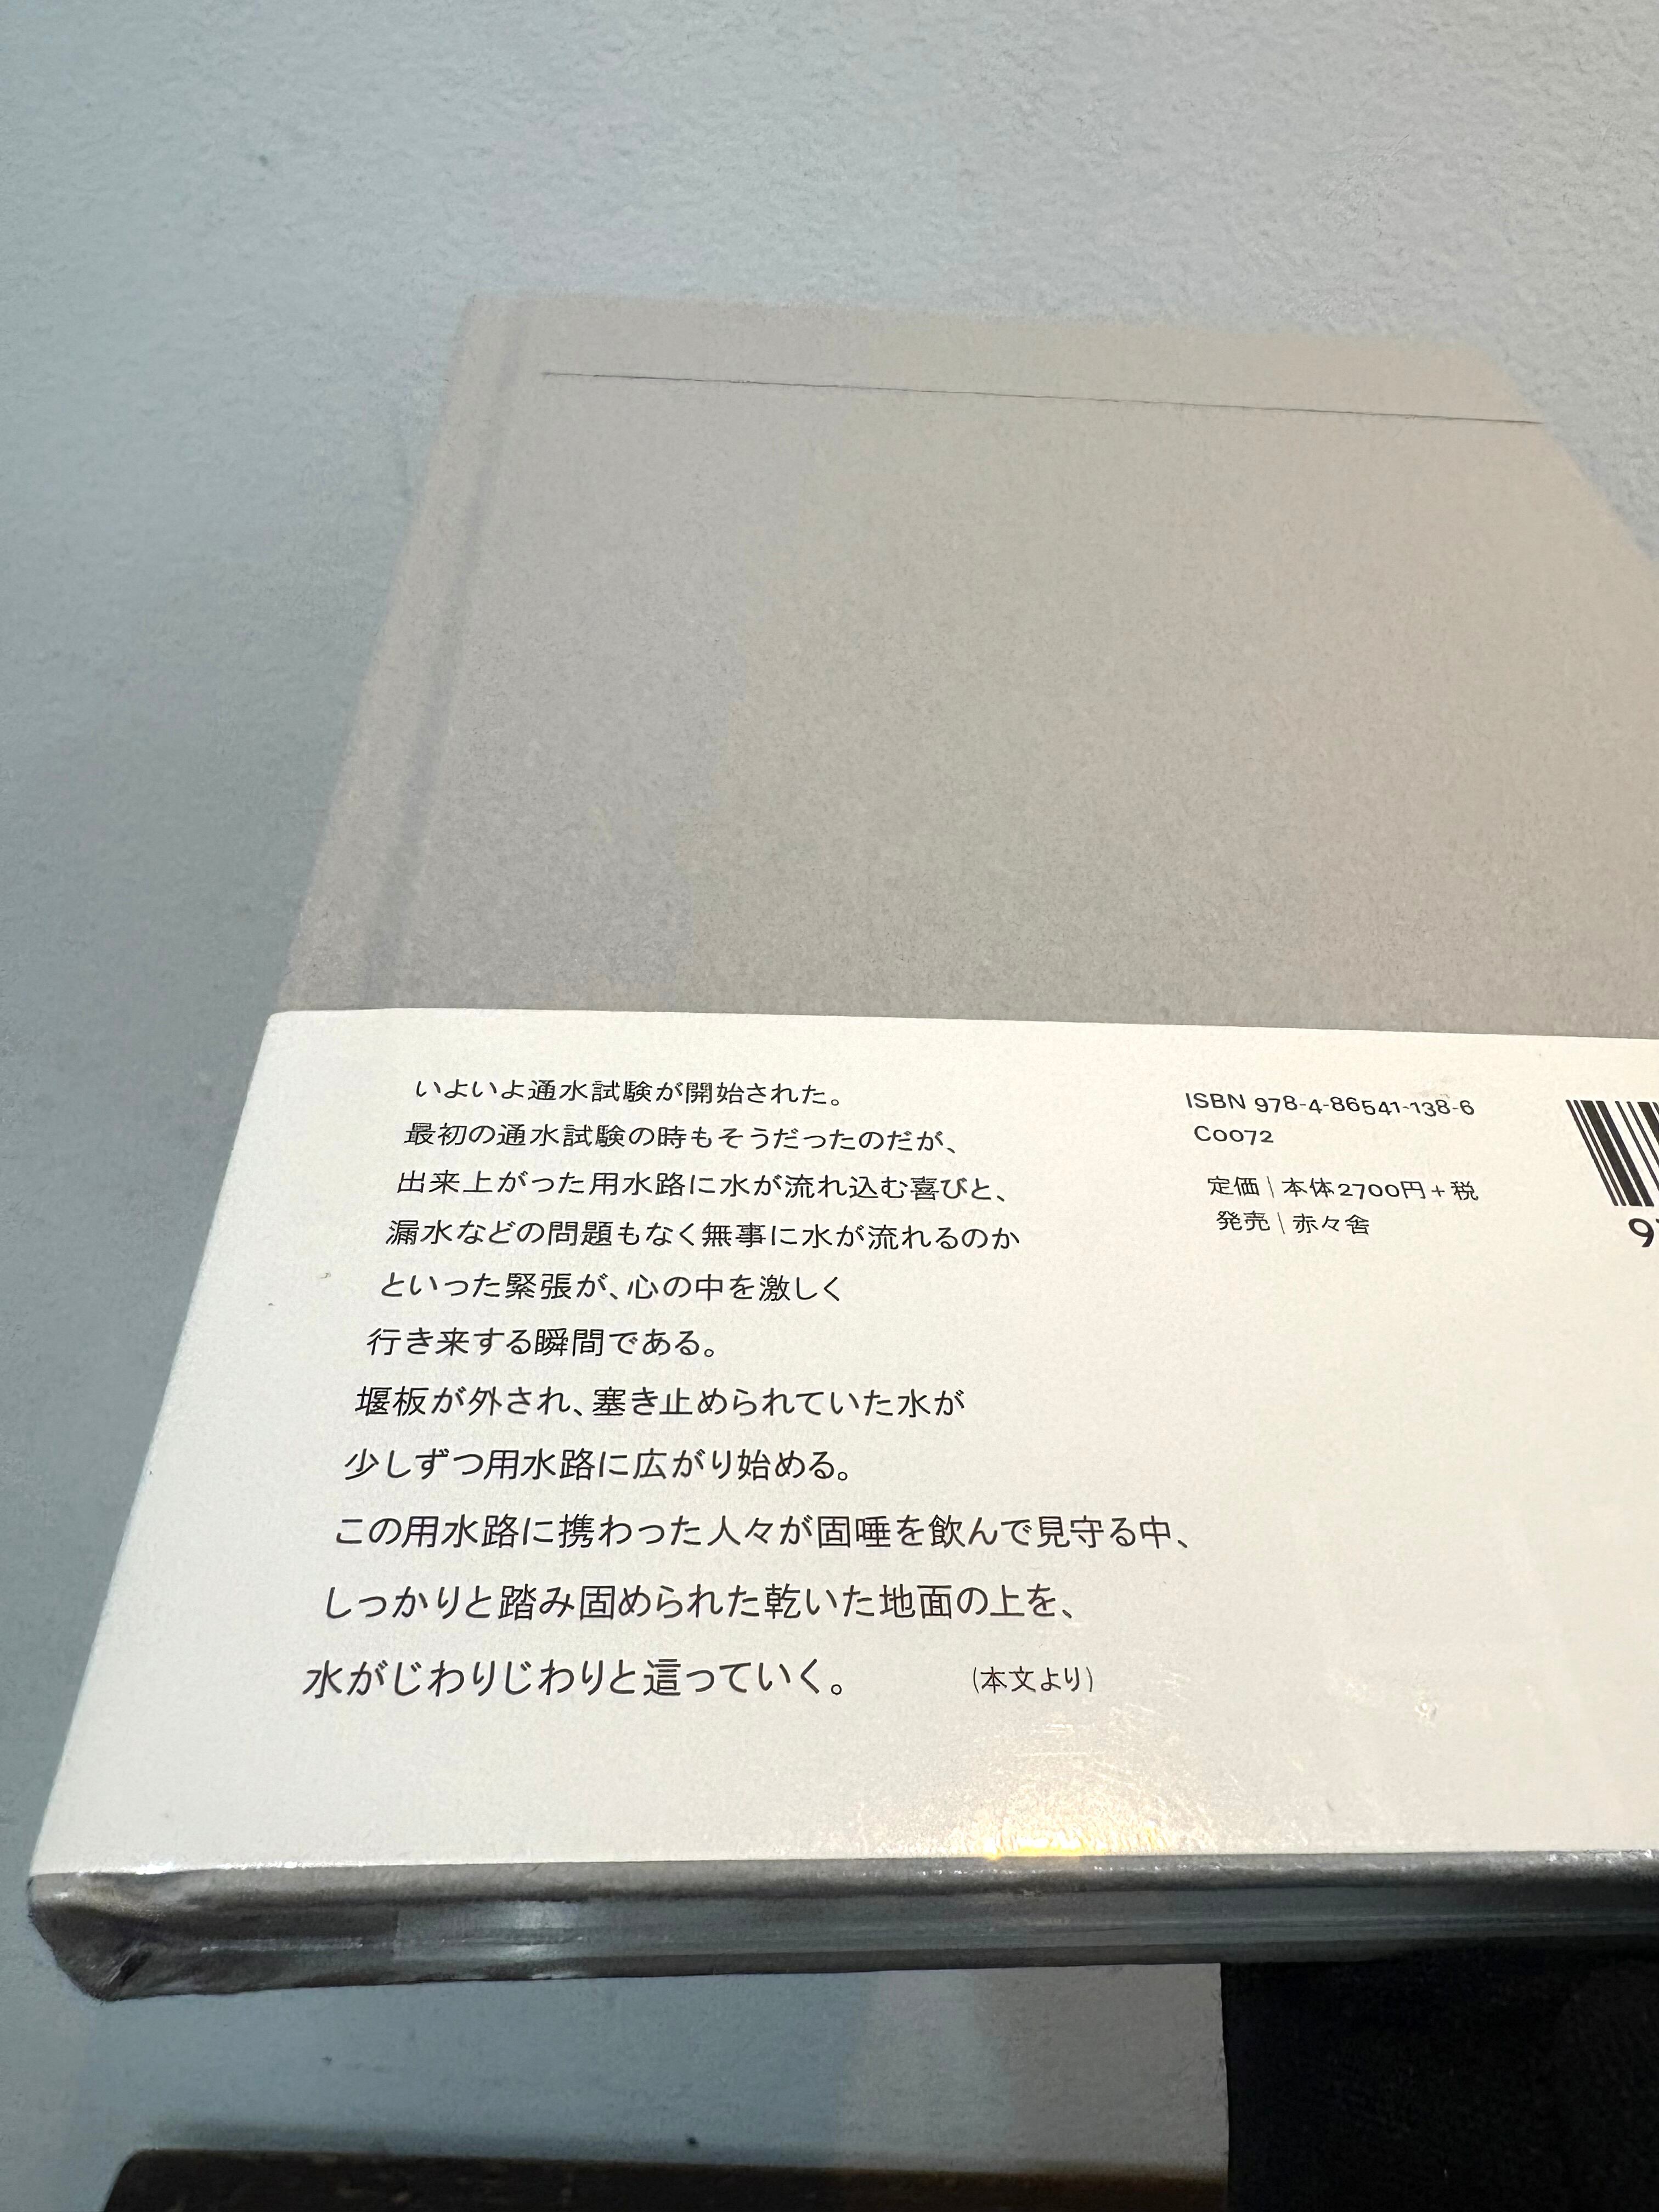 いよいよ通水試験が開始された。
最初の通水試験の時もそうだったのだが、
出来上がった用水路に水が流れ込む喜びと、
漏水などの問題もなく無事に水が流れるのか
といった緊張が、心の中を激しく
行き来する瞬間である。
堰板が外され、塞き止められていた水が
少しずつ用水路に広がり始める。
この用水路に携わった人々が固唾を飲んで見守る中、
しっかりと踏み固められた乾いた地面の上を、
水がじわりじわりと這っていく。
(本文より)
ISBN 978-4-86541-138-6
C0072
定価 | 本体2700円+税
発売 | 赤々舎